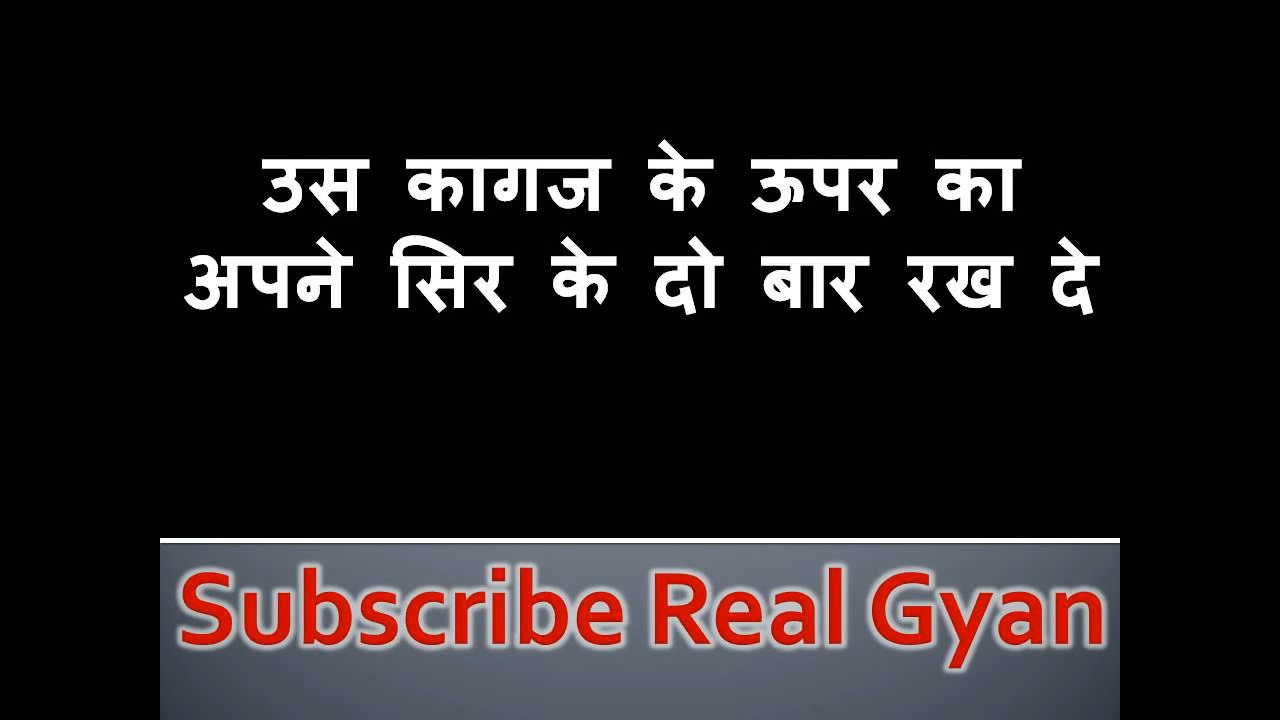 उस कागज के ऊपर का
अपने सिर के दो बार रख दे
Subscribe Real Gyan